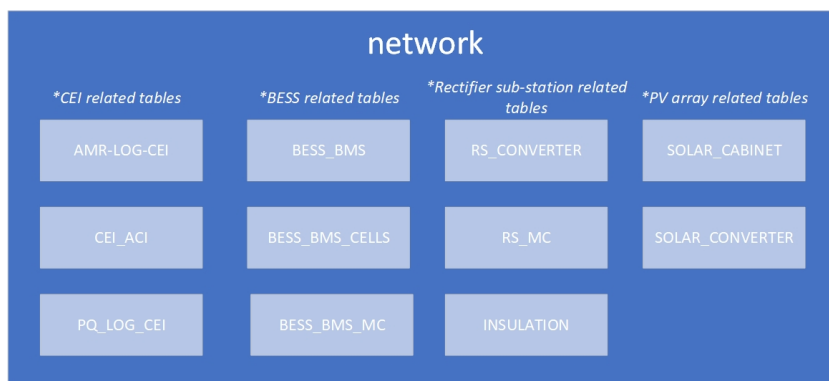 network
*CEI related tables
*BESS related tables
*Rectifier sub-station related
tables
*PV array related tables
AMR-LOG-CEI
BESS_BMS
RS_CONVERTER
SOLAR_CABINET
CEI_ACI
BESS_BMS_CELLS
RS_MC
SOLAR_CONVERTER
PQ_LOG_CEI
BESS_BMS_MC
INSULATION